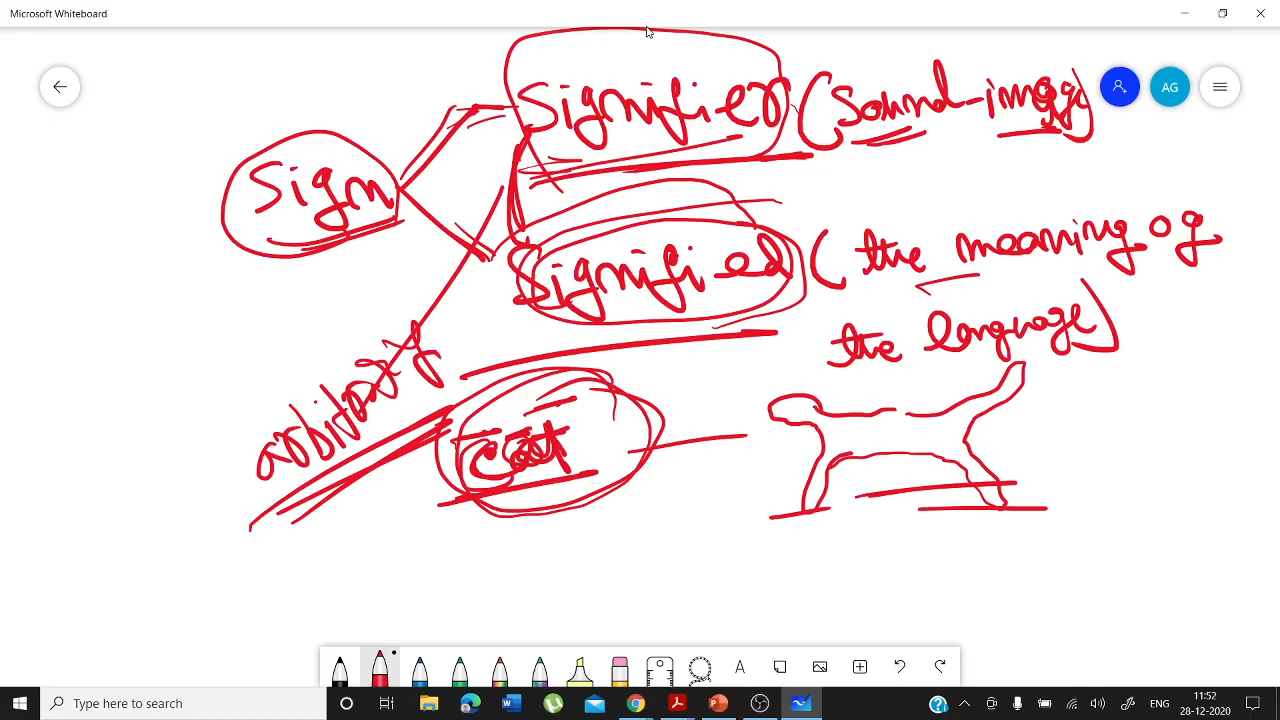 Microsoft Whiteboard
Signifier (Sound-image)
AG
Sign
Signified (the meaning of
the language)
arbitrary
Cat
A
Type here to search
W
P
ENG
11:52
28-12-2020